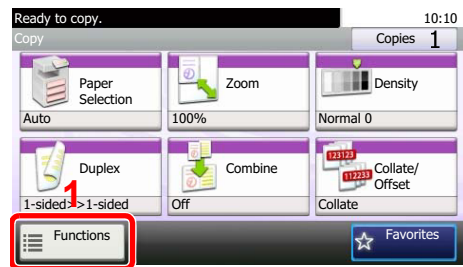 Ready to copy. 10:10
Copy Copies 1
Paper Selection
Zoom
Density
Auto
100%
Normal 0
Duplex
Combine
123123
112233
Collate/
Offset
1-sided>>1-sided
Off
Collate
1
Functions
Favorites